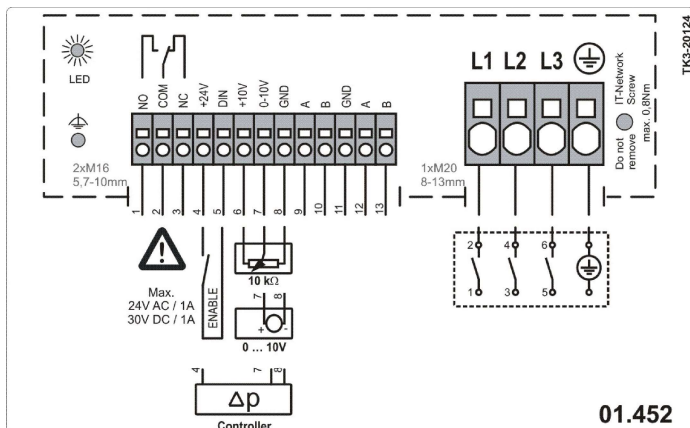 TK3-20124
LED
NO
COM
NC
+24V
DIN
+10V
0-10V
GND
A
B
GND
A
B
L1 L2 L3
IT-Network
Screw
Do not
remove
max. 0,8Nm
2xM16
5,7-10mm
1xM20
8-13mm
1 2 3 4 5 6 7 8 9 10 11 12 13
Max.
24V AC / 1A
30V DC / 1A
ENABLE
10 kΩ
7 8
+ -
0 ... 10V
2 4 6
1 3 5
4 7 8
Δp
Controller
01.452